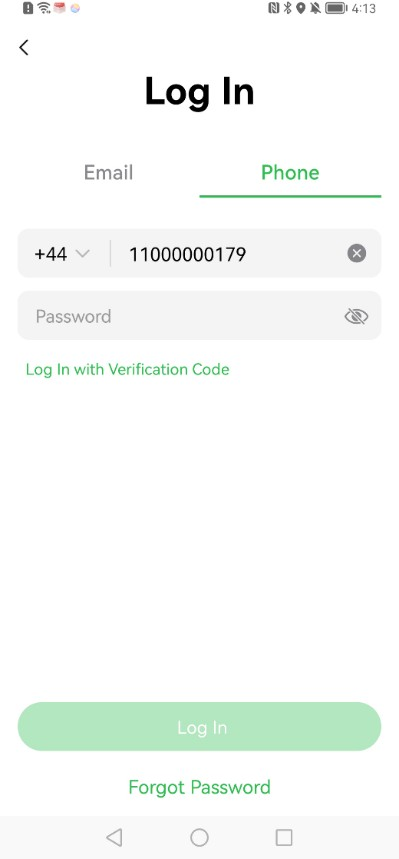 4:13
Log In
Email Phone
+44 11000000179
Password
Log In with Verification Code
Log In
Forgot Password